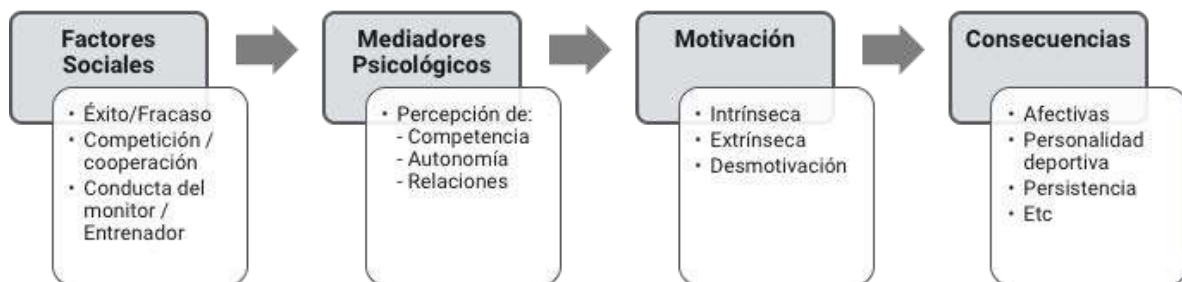 Factores
Sociales
• Éxito/Fracaso
• Competición /
cooperación
• Conducta del
monitor /
Entrenador
Mediadores
Psicológicos
• Percepción de:
- Competencia
- Autonomía
- Relaciones
Motivación
• Intrínseca
• Extrínseca
• Desmotivación
Consecuencias
• Afectivas
• Personalidad
deportiva
• Persistencia
• Etc